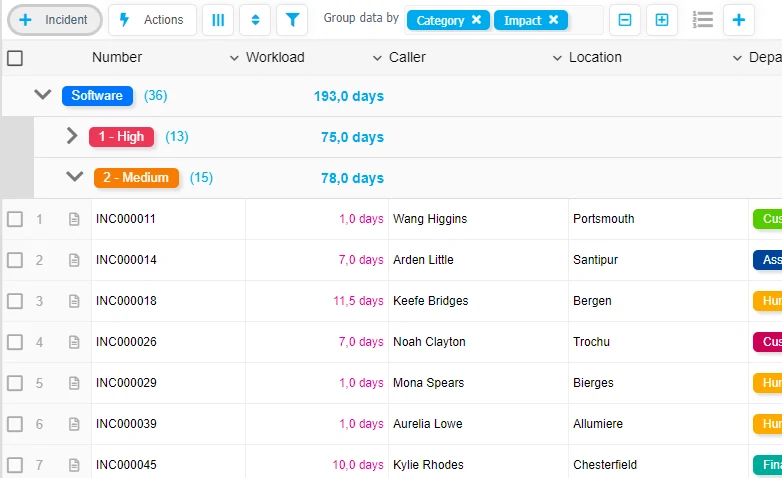 Incident Actions Group data by Category Impact
Number Workload Caller Location Depa
Software (36) 193,0 days
1 - High (13) 75,0 days
2 - Medium (15) 78,0 days
1 INC000011 1,0 days Wang Higgins Portsmouth Cus
2 INC000014 7,0 days Arden Little Santipur Ass
3 INC000018 11,5 days Keefe Bridges Bergen Hur
4 INC000026 7,0 days Noah Clayton Trochu Cus
5 INC000029 1,0 days Mona Spears Bierges Hur
6 INC000039 1,0 days Aurelia Lowe Allumiere Hur
7 INC000045 10,0 days Kylie Rhodes Chesterfield Fina